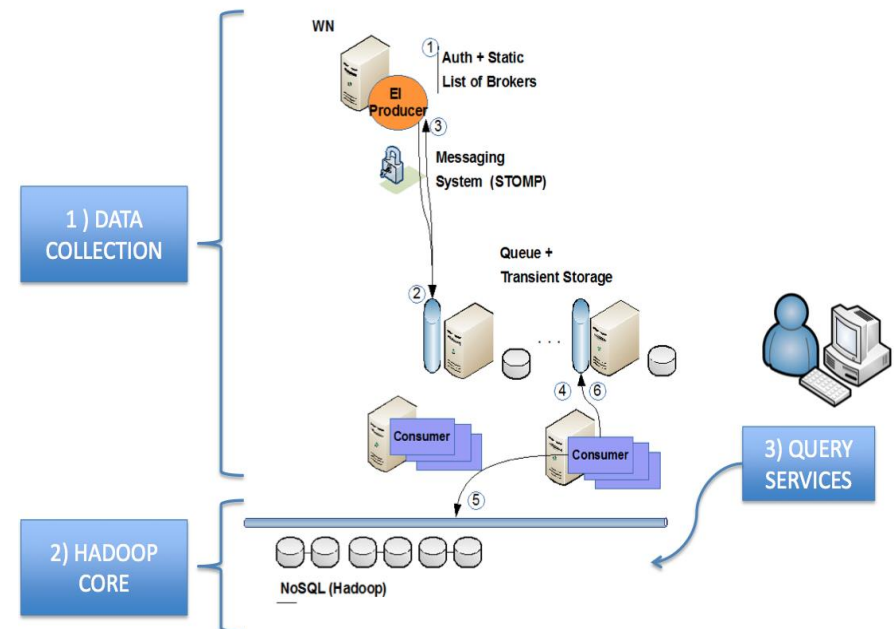 WN
1
Auth + Static
List of Brokers
EI
Producer
3
Messaging
System (STOMP)
1 ) DATA
COLLECTION
Queue +
Transient Storage
2
. . .
4
6
Consumer
Consumer
3) QUERY
SERVICES
5
2) HADOOP
CORE
NoSQL (Hadoop)